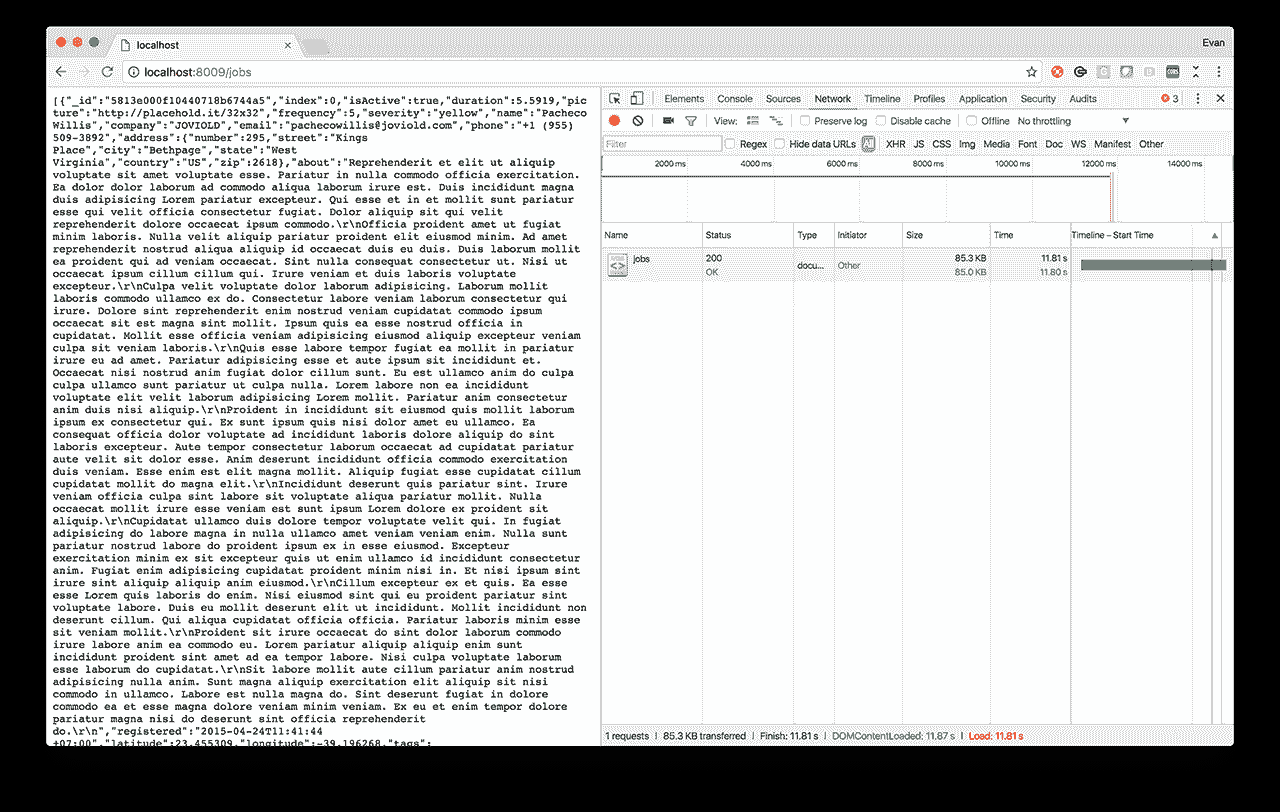 localhost
Evan
localhost:8009/jobs
[{"_id":"5813e000f10440718b6744a5","index":0,"isActive":true,"duration":5.5919,"pic
ture":"http://placehold.it/32x32","frequency":5,"severity":"yellow","name":"Pacheco
Willis","company":"JOVIOLD","email":"pachecowillis@joviold.com","phone":"+1 (955)
509-3892","address":{"number":295,"street":"Kings
Place","city":"Bethpage","state":"West
Virginia","country":"US","zip":2618},"about":"Reprehenderit et elit ut aliquip
voluptate sit amet voluptate esse. Pariatur in nulla commodo officia exercitation.
Ea dolor dolor laborum ad commodo aliqua laborum irure est. Duis incididunt magna
duis adipisicing Lorem pariatur excepteur. Qui esse et in et mollit sunt pariatur
esse qui velit officia consectetur fugiat. Dolor aliquip sit qui velit
reprehenderit dolore occaecat ipsum commodo.\r\nOfficia proident amet ut fugiat
minim laboris. Nulla velit aliquip pariatur proident elit eiusmod minim. Ad amet
reprehenderit nostrud aliqua aliquip id occaecat duis eu duis. Duis laborum mollit
ea proident qui ad veniam occaecat. Sint nulla consequat consectetur ut. Nisi ut
occaecat ipsum cillum cillum qui. Irure veniam et duis laboris voluptate
excepteur.\r\nCulpa velit voluptate dolor laborum adipisicing. Laborum mollit
laboris commodo ullamco ex do. Consectetur labore veniam laborum consectetur qui
irure. Dolore sint reprehenderit enim nostrud veniam cupidatat commodo ipsum
occaecat sit est magna sint mollit. Ipsum quis ea esse nostrud officia in
cupidatat. Mollit esse officia veniam adipisicing eiusmod aliquip excepteur veniam
culpa sit veniam laboris.\r\nQuis esse labore tempor fugiat ea mollit in pariatur
irure eu ad amet. Pariatur adipisicing esse et aute ipsum sit incididunt et.
Occaecat nisi nostrud anim fugiat dolor cillum sunt. Eu est ullamco anim do culpa
culpa ullamco sunt pariatur ut culpa nulla. Lorem labore non ea incididunt
voluptate elit velit laborum adipisicing Lorem mollit. Pariatur anim consectetur
anim duis nisi aliquip.\r\nProident in incididunt sit eiusmod quis mollit laborum
ipsum ex consectetur qui. Ex sunt ipsum quis nisi dolor amet eu ullamco. Ea
consequat officia dolor voluptate ad incididunt laboris dolore aliquip do sint
laboris excepteur. Aute tempor consectetur laborum occaecat ad cupidatat pariatur
aute velit sit dolor esse. Anim deserunt incididunt dolor commodo exercitation
duis veniam. Esse enim est elit magna mollit. Aliquip fugiat esse cupidatat cillum
cupidatat mollit do magna elit.\r\nIncididunt deserunt quis pariatur sint. Irure
veniam officia culpa sint labore sit voluptate aliqua pariatur mollit. Nulla
occaecat mollit irure esse veniam est sunt ipsum Lorem dolore ex proident sit
aliquip.\r\nCupidatat ullamco duis dolore tempor voluptate velit qui. In fugiat
adipisicing do labore magna in nulla ullamco amet veniam veniam enim. Nulla sunt
pariatur nostrud labore do proident ipsum ex in esse eiusmod. Excepteur
exercitation minim ex sit excepteur quis ut enim ullamco id incididunt consectetur
anim. Fugiat enim adipisicing cupidatat proident minim nisi in. Et nisi ipsum sint
irure sint aliquip aliquip anim eiusmod.\r\nCillum excepteur ex et quis. Ea esse
esse Lorem quis laboris do enim. Nisi eiusmod sint qui eu proident pariatur sint
voluptate labore. Duis eu mollit deserunt elit ut incididunt. Mollit incididunt non
deserunt cillum. Qui aliqua cupidatat officia officia. Pariatur laboris minim esse
sit veniam mollit.\r\nProident sit irure occaecat do sint dolor laborum commodo
irure labore anim ea commodo eu. Lorem pariatur aliquip aliquip enim sunt
incididunt proident sint amet ad ea tempor labore. Nisi culpa voluptate laborum
esse laborum do cupidatat.\r\nSit labore mollit aute cillum pariatur anim nostrud
adipisicing nulla anim. Sunt magna aliquip exercitation elit aliquip sit nisi
commodo in ullamco. Labore est nulla magna do. Sint deserunt fugiat in dolore
commodo ea et esse magna dolore veniam minim veniam. Ex eu et enim tempor dolore
pariatur magna nisi do deserunt sint officia reprehenderit
do.\r\n","registered":"2015-04-24T11:41:44
+07:00","latitude":23.455309,"longitude":-39.196268,"tags":
Elements Console Sources Network Timeline Profiles Application Security Audits 3
View: Preserve log Disable cache Offline No throttling
Filter Regex Hide data URLs All XHR JS CSS Img Media Font Doc WS Manifest Other
2000 ms 4000 ms 6000 ms 8000 ms 10000 ms 12000 ms 14000 ms
Name Status Type Initiator Size Time Timeline – Start Time
jobs 200 OK docu... Other 85.3 KB 85.0 KB 11.81 s 11.80 s
1 requests | 85.3 KB transferred | Finish: 11.81 s | DOMContentLoaded: 11.87 s | Load: 11.81 s